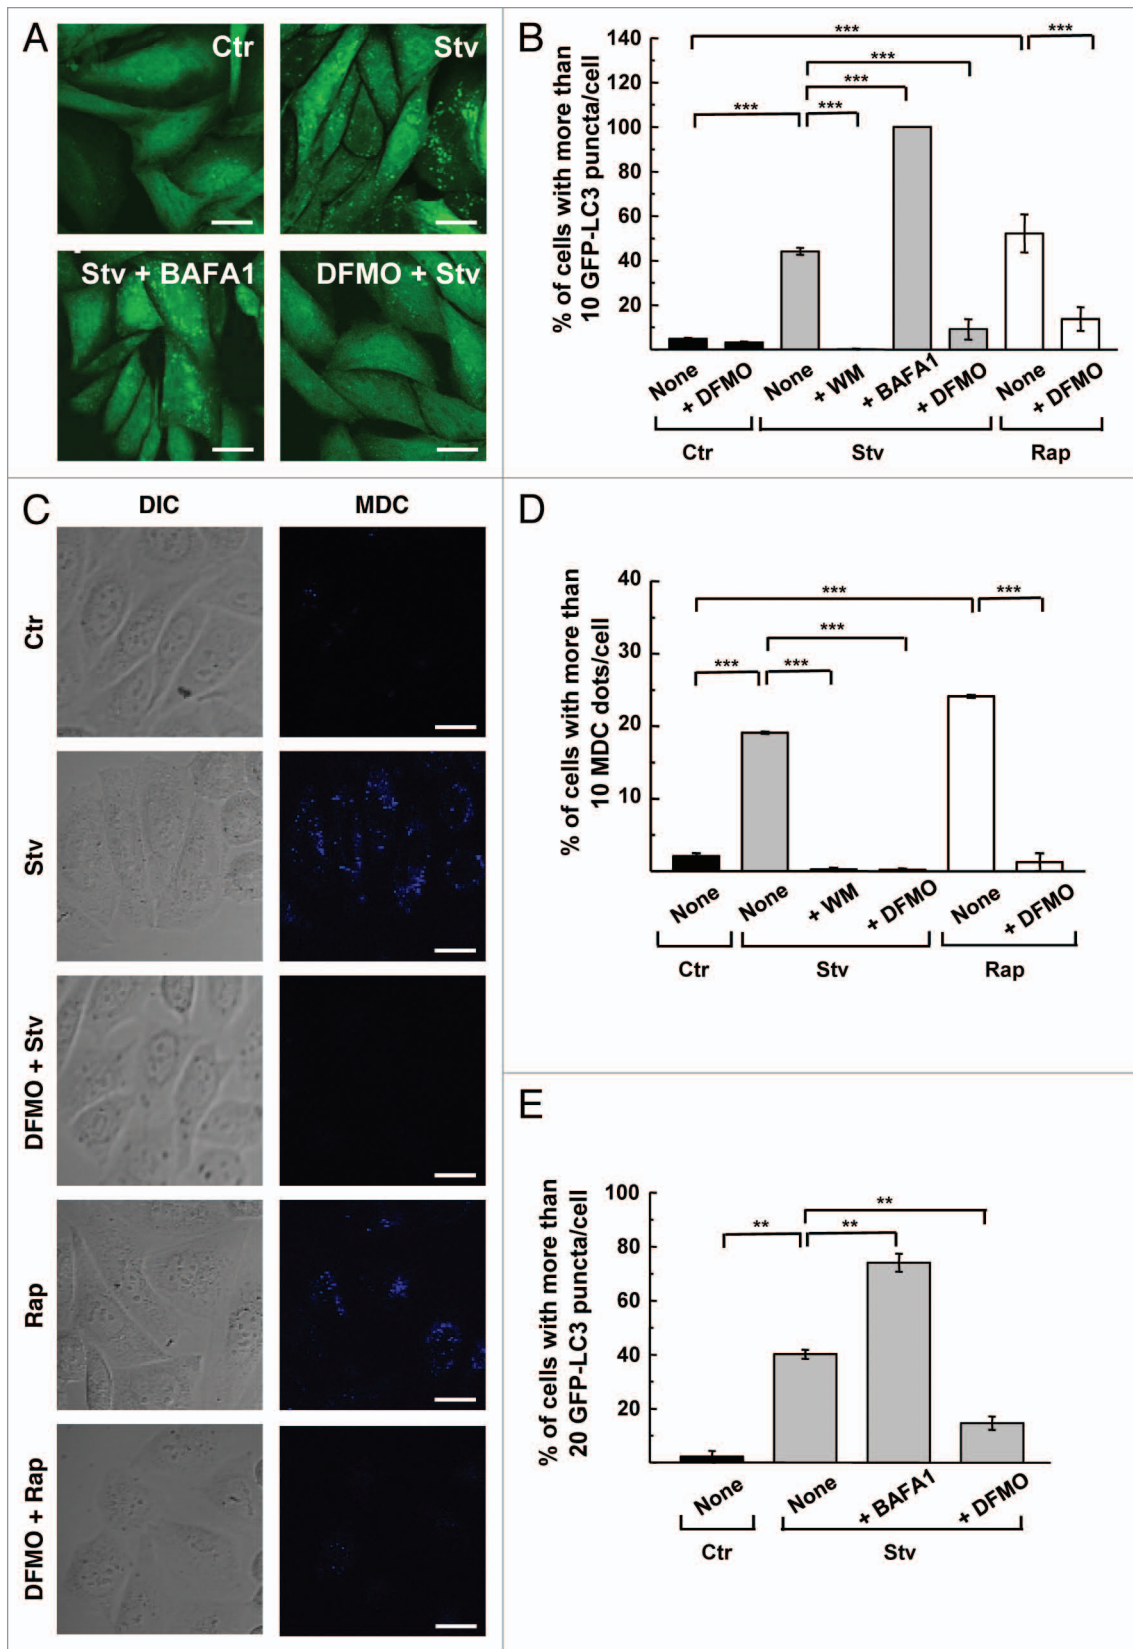 A
Ctr
Stv
Stv + BAFA1
DFMO + Stv
B
% of cells with more than
10 GFP-LC3 puncta/cell
140
120
100
80
60
40
20
***
***
***
***
***
***
None
+ DFMO
None
+ WM
+ BAFA1
+ DFMO
None
+ DFMO
Ctr
Stv
Rap
C
DIC
MDC
Ctr
Stv
DFMO + Stv
Rap
DFMO + Rap
D
% of cells with more than
10 MDC dots/cell
40
30
20
10
***
***
***
***
***
None
None
+ WM
+ DFMO
None
+ DFMO
Ctr
Stv
Rap
E
% of cells with more than
20 GFP-LC3 puncta/cell
100
80
60
40
20
**
**
**
None
None
+ BAFA1
+ DFMO
Ctr
Stv